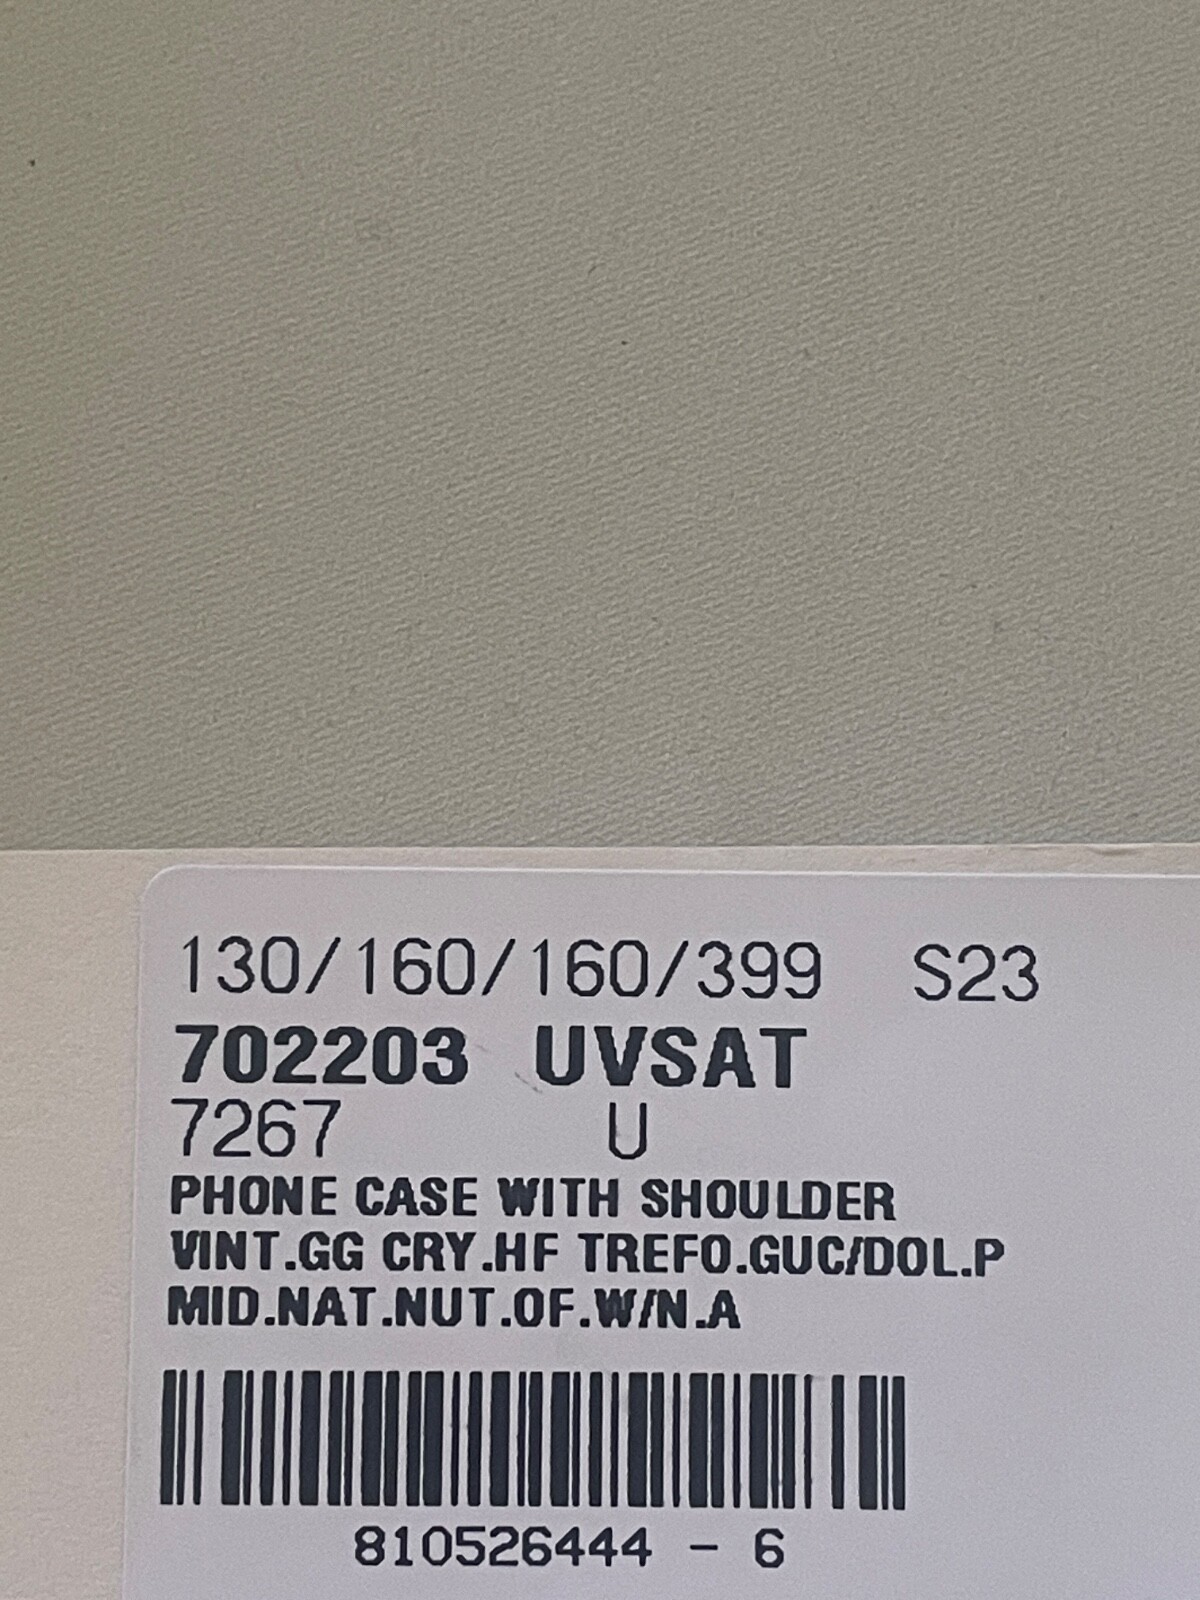 130/160/160/399 S23
702203 UVSAT
7267 U
PHONE CASE WITH SHOULDER
VINT.GG CRY.HF TREFO.GUC/DOL.P
MID.NAT.NUT.OF.W/N.A
810526444 - 6